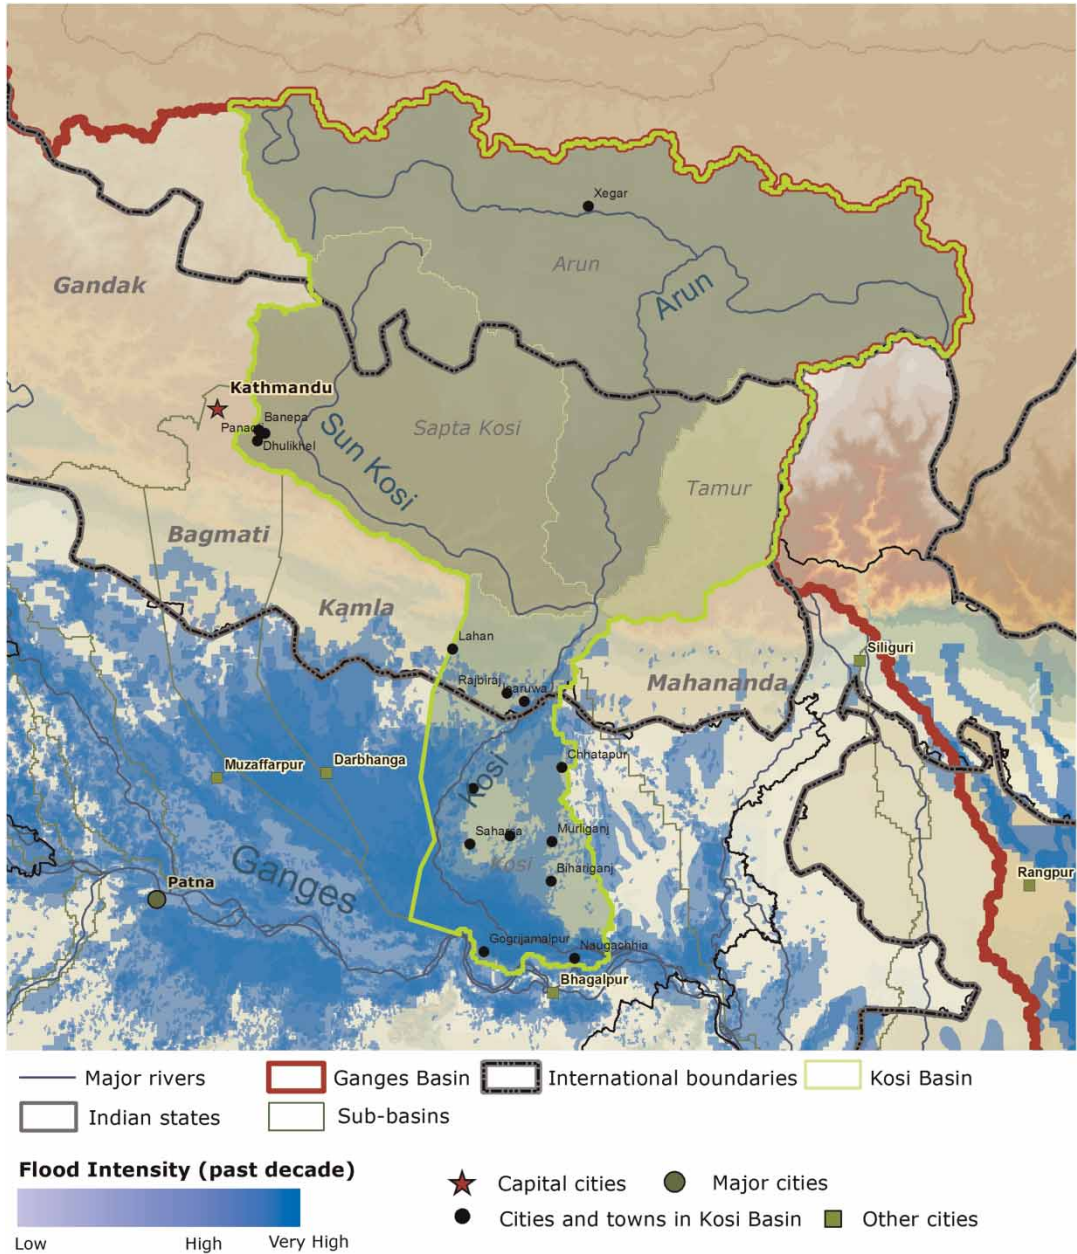 Xegar
Arun
Arun
Gandak
Kathmandu
Banepa
Dhulikhel
Sun Kosi
Sapta Kosi
Tamur
Bagmati
Kamla
Lahan
Siliguri
Rajbiraj
Mahananda
Chhatapur
Kosi
Muzaffarpur
Darbhanga
Saharsa
Murliganj
Kosi
Bihariganj
Ganges
Patna
Rangpur
Gogrijamalpur
Naugachhia
Bhagalpur
Major rivers
Ganges Basin
International boundaries
Kosi Basin
Indian states
Sub-basins
Flood Intensity (past decade)
Low
High
Very High
Capital cities
Major cities
Cities and towns in Kosi Basin
Other cities